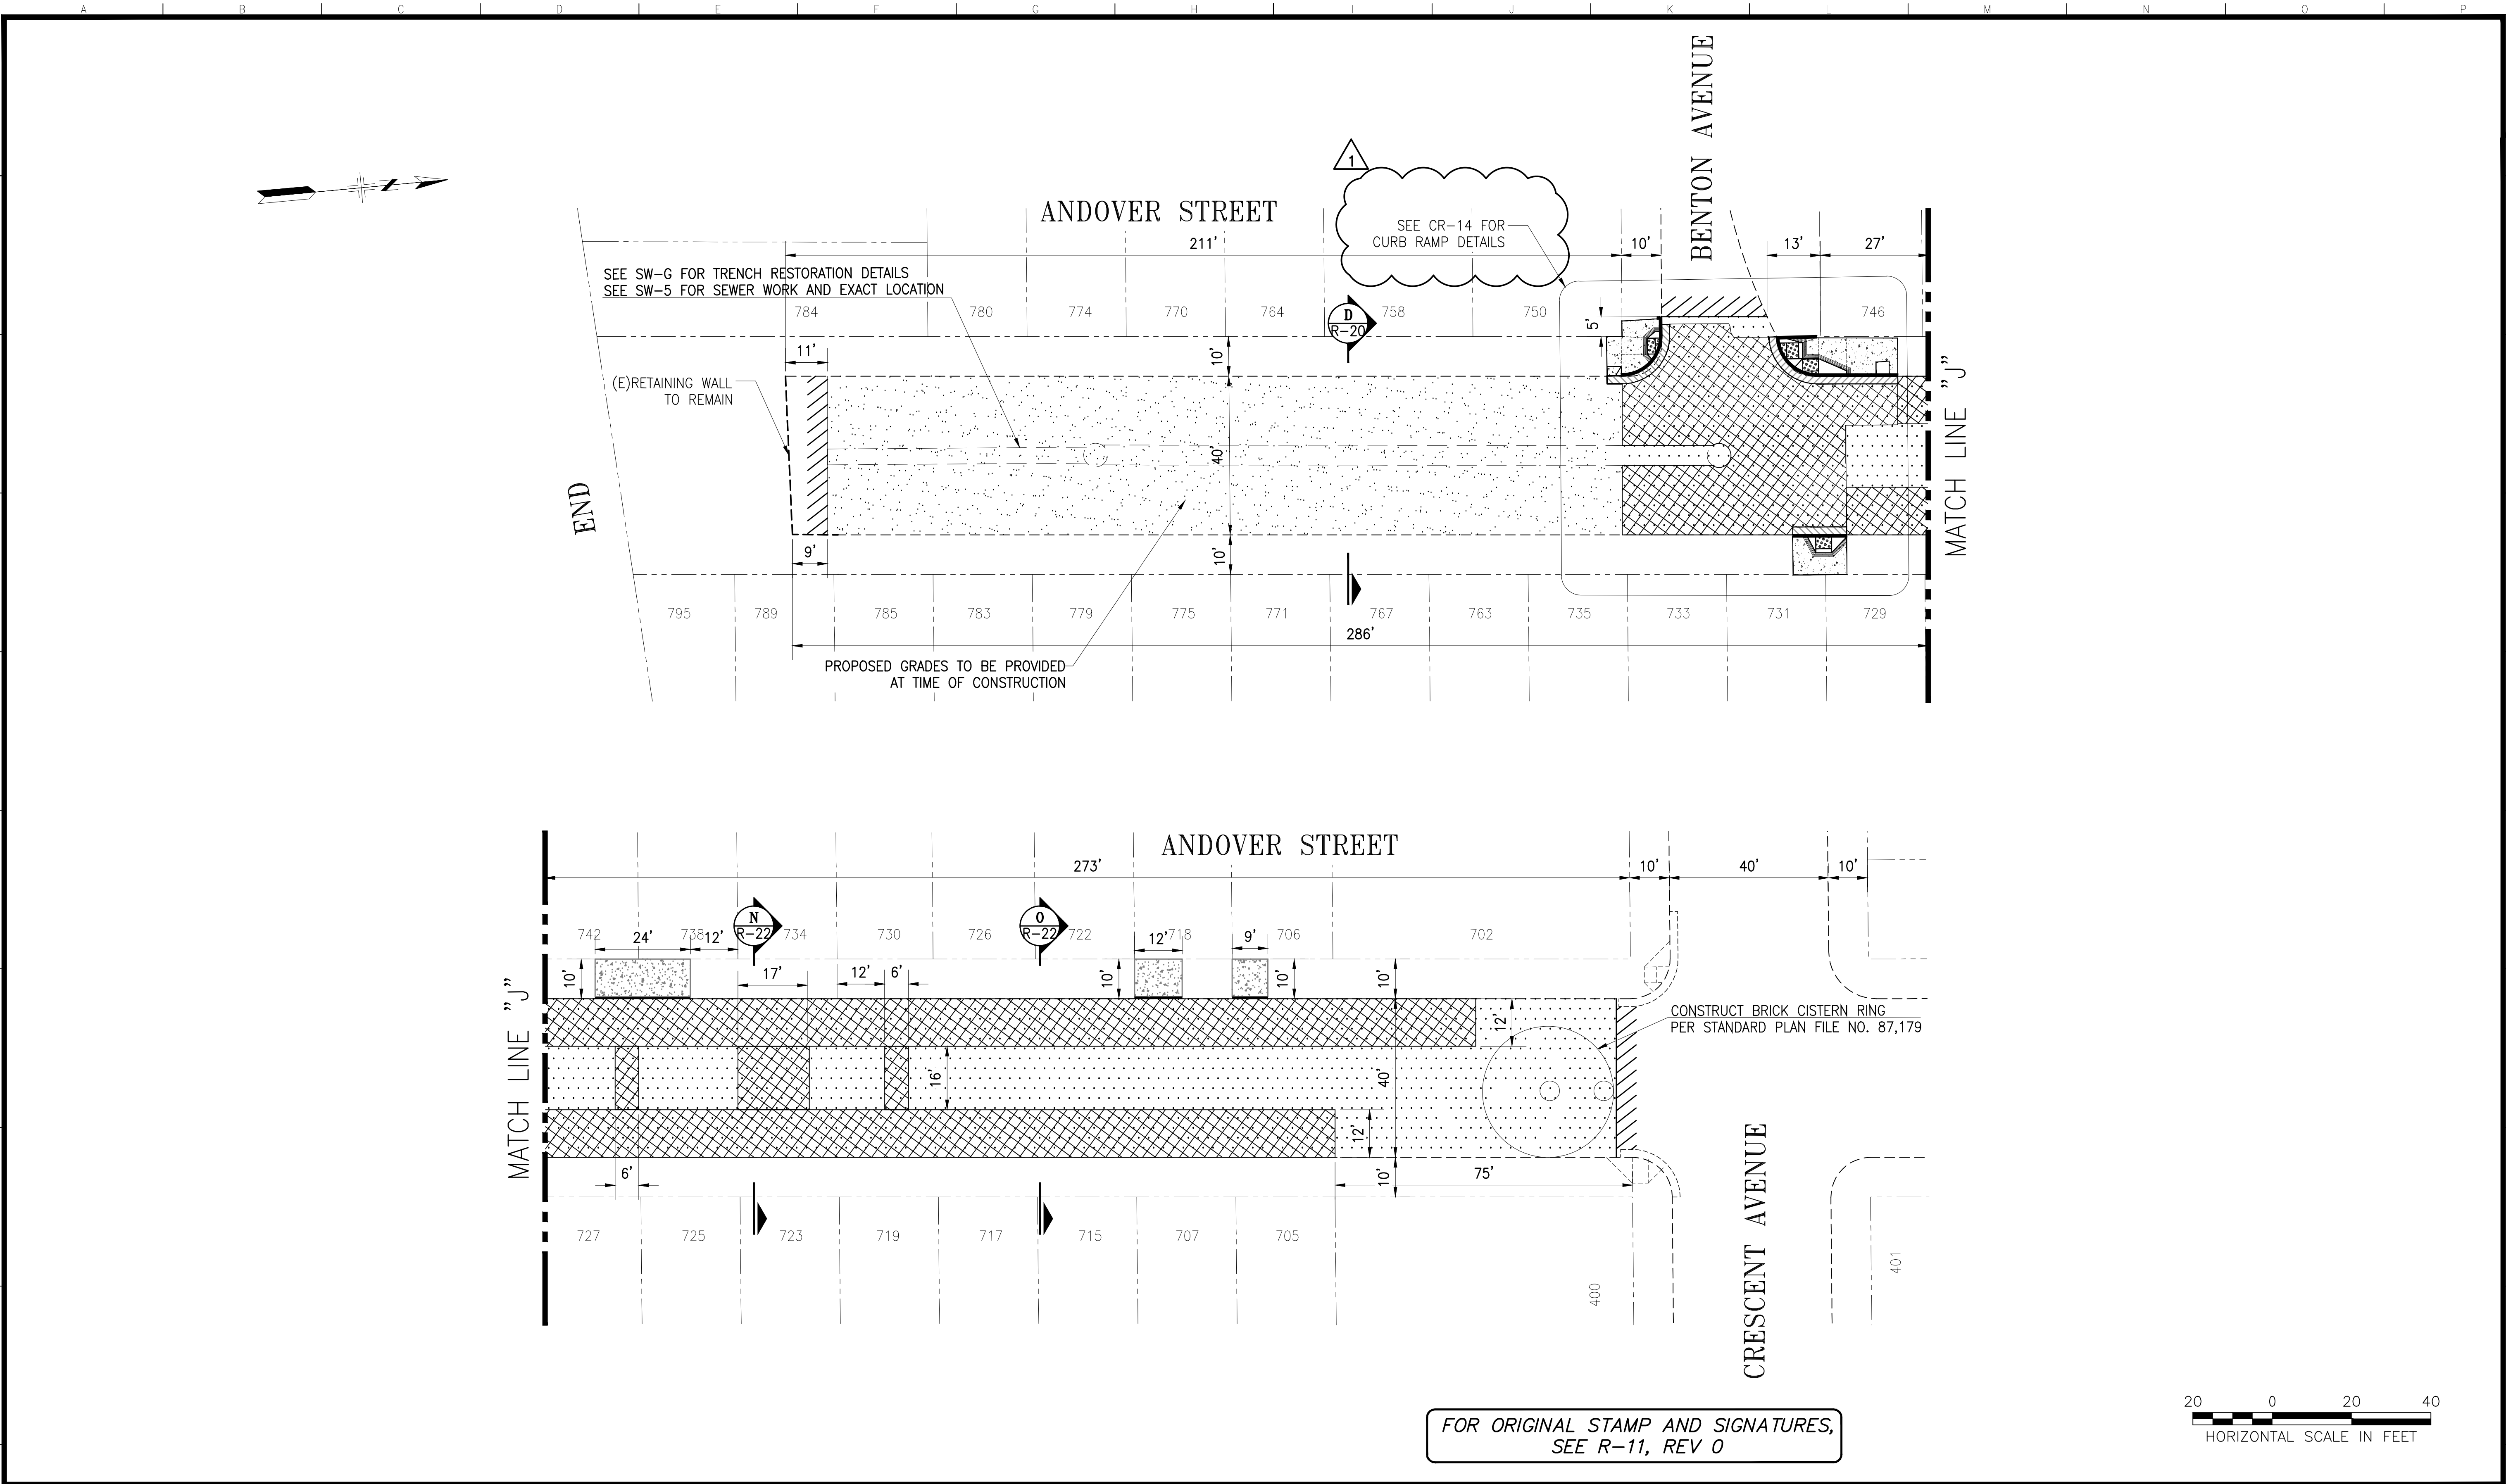 A B C D E F G H I J K L M N O P
BENTON AVENUE
1
ANDOVER STREET
SEE CR-14 FOR
CURB RAMP DETAILS
211'
10'
13'
27'
SEE SW-G FOR TRENCH RESTORATION DETAILS
SEE SW-5 FOR SEWER WORK AND EXACT LOCATION
784 780 774 770 764 758 750 746
D
R-20
5'
11'
10'
(E)RETAINING WALL
TO REMAIN
40'
END
MATCH LINE "J"
9'
10'
795 789 785 783 779 775 771 767 763 735 733 731 729
286'
PROPOSED GRADES TO BE PROVIDED
AT TIME OF CONSTRUCTION
ANDOVER STREET
273'
10'
40'
10'
N
R-22
O
R-22
742 738 734 730 726 722 718 706 702
24'
12'
12'
9'
10'
17'
12'
6'
10'
10'
10'
MATCH LINE "J"
12'
CONSTRUCT BRICK CISTERN RING
PER STANDARD PLAN FILE NO. 87,179
16'
40'
12'
6'
10'
75'
727 725 723 719 717 715 707 705
400
CRESCENT AVENUE
401
FOR ORIGINAL STAMP AND SIGNATURES,
SEE R-11, REV 0
20 0 20 40
HORIZONTAL SCALE IN FEET